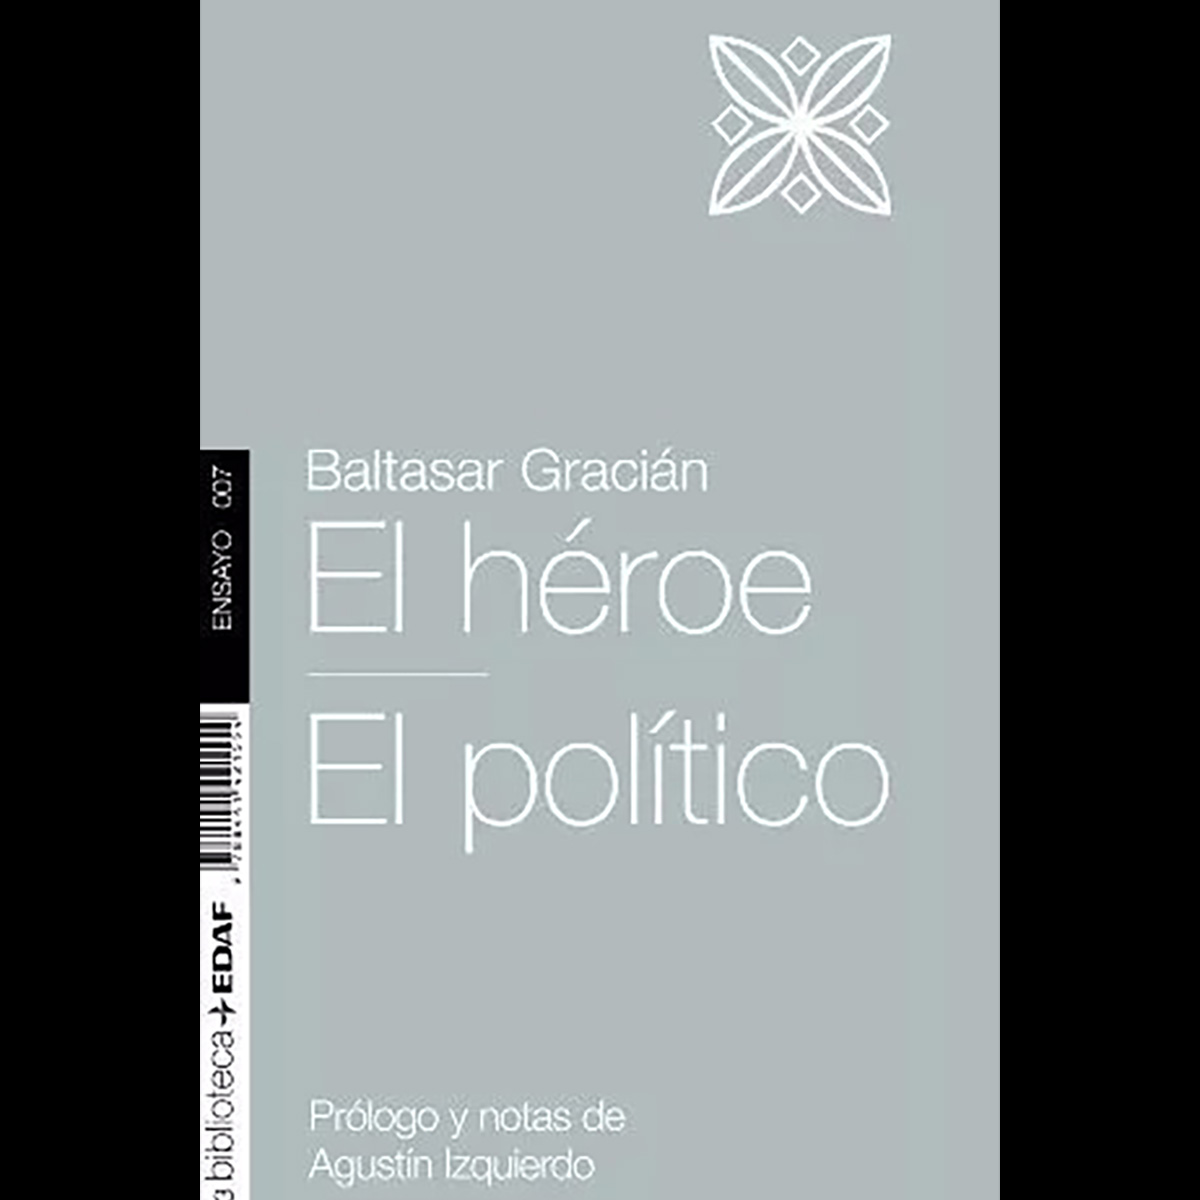 Baltasar Gracián
El héroe
El político
Prólogo y notas de
Agustín Izquierdo
ENSAYO 007
biblioteca EDAF